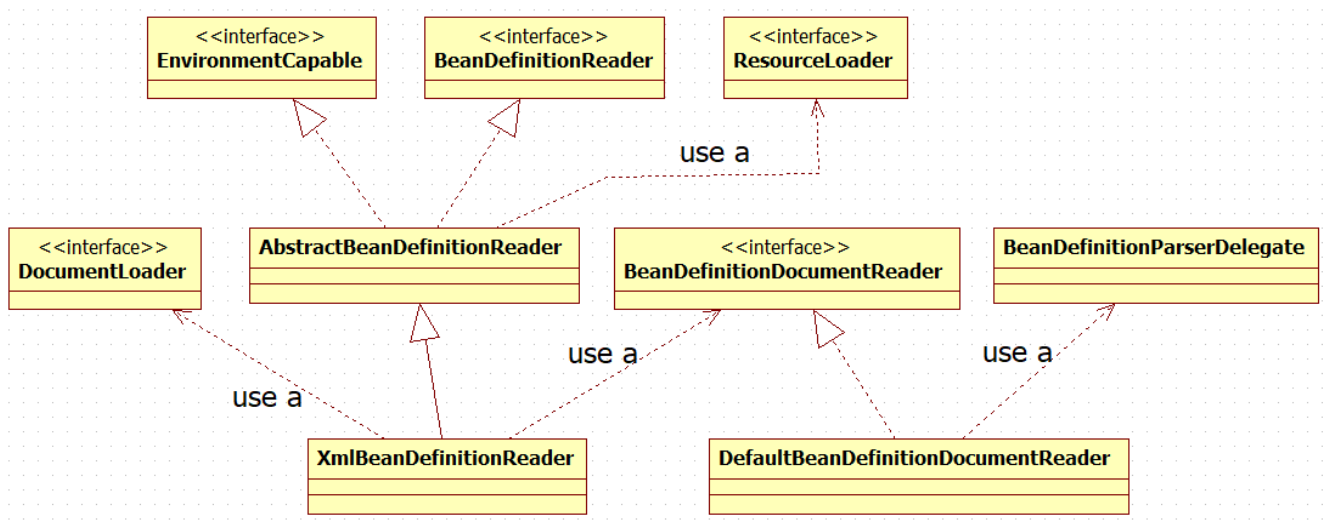 <<interface>>
EnvironmentCapable
<<interface>>
BeanDefinitionReader
<<interface>>
ResourceLoader
use a
<<interface>>
DocumentLoader
AbstractBeanDefinitionReader
<<interface>>
BeanDefinitionDocumentReader
BeanDefinitionParserDelegate
use a
use a
use a
XmlBeanDefinitionReader
DefaultBeanDefinitionDocumentReader